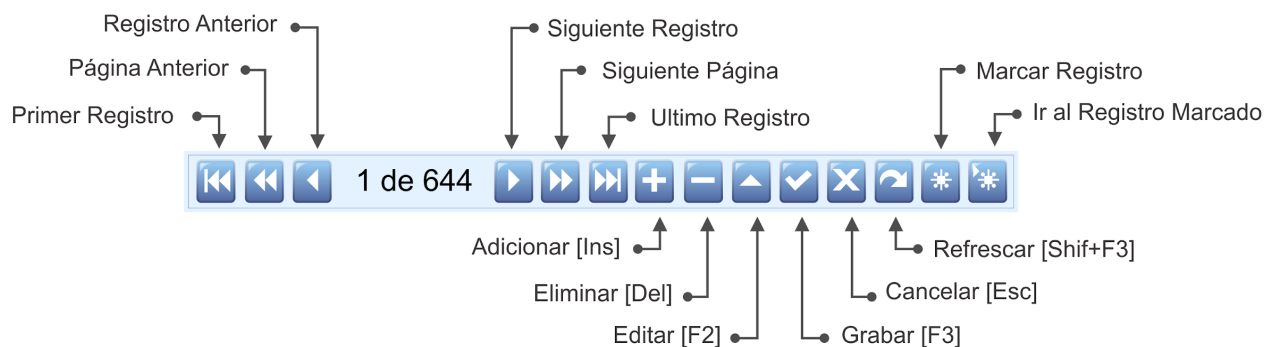 Registro Anterior
Siguiente Registro
Página Anterior
Siguiente Página
Marcar Registro
Primer Registro
Ultimo Registro
Ir al Registro Marcado
1 de 644
Adicionar [Ins]
Refrescar [Shif+F3]
Eliminar [Del]
Cancelar [Esc]
Editar [F2]
Grabar [F3]